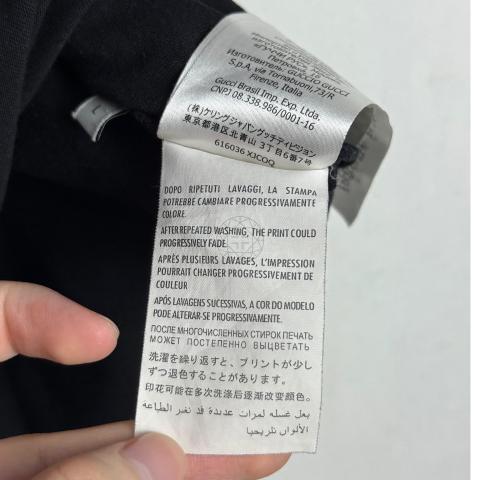 Петровка, 16
Изготовитель: GUCCIO GUCCI
S.p.A, via Tornabuoni,73/R
Firenze, Italia
Gucci Brasil Imp. Exp. Ltda.
CNPJ 08.338.986/0001-16
(株)ケリングジャパングッチディビジョン
東京都港区北青山 3丁目6番7号
616036 XJCOQ
DOPO RIPETUTI LAVAGGI, LA STAMPA
POTREBBE CAMBIARE PROGRESSIVAMENTE
COLORE
AFTER REPEATED WASHING, THE PRINT COULD
PROGRESSIVELY FADE
APRÈS PLUSIEURS LAVAGES, L'IMPRESSION
POURRAIT CHANGER PROGRESSIVEMENT DE
COULEUR
APÓS LAVAGENS SUCESSIVAS, A COR DO MODELO
PODE ALTERAR-SE PROGRESSIVAMENTE.
ПОСЛЕ МНОГОЧИСЛЕННЫХ СТИРОК ПЕЧАТЬ
МОЖЕТ ПОСТЕПЕННО ВЫЦВЕТАТЬ
洗濯を繰り返すと、プリントが少し
ずつ退色することがあります。
印花可能在多次洗涤后逐渐改变颜色。
بعل غسله لمرات عديدة قد تغير الطباعه
الألوان تدريجيا